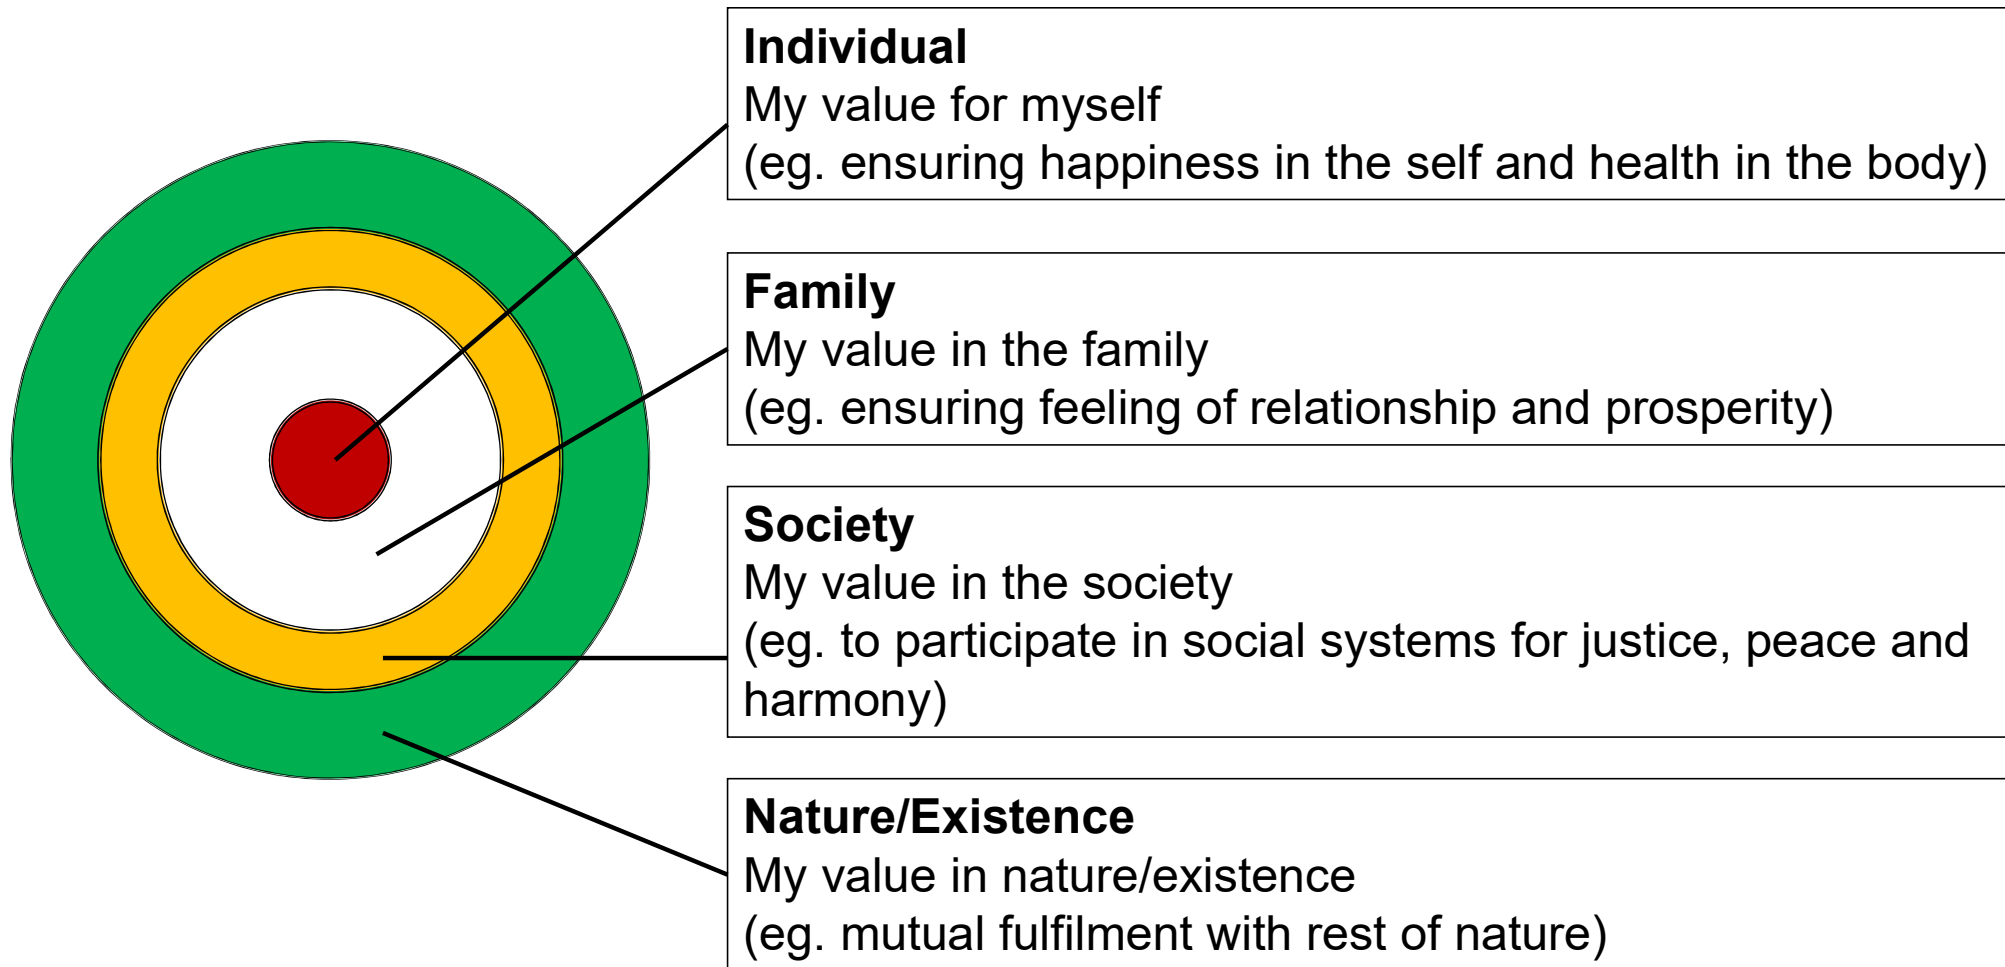 Individual
My value for myself
(eg. ensuring happiness in the self and health in the body)
Family
My value in the family
(eg. ensuring feeling of relationship and prosperity)
Society
My value in the society
(eg. to participate in social systems for justice, peace and
harmony)
Nature/Existence
My value in nature/existence
(eg. mutual fulfilment with rest of nature)